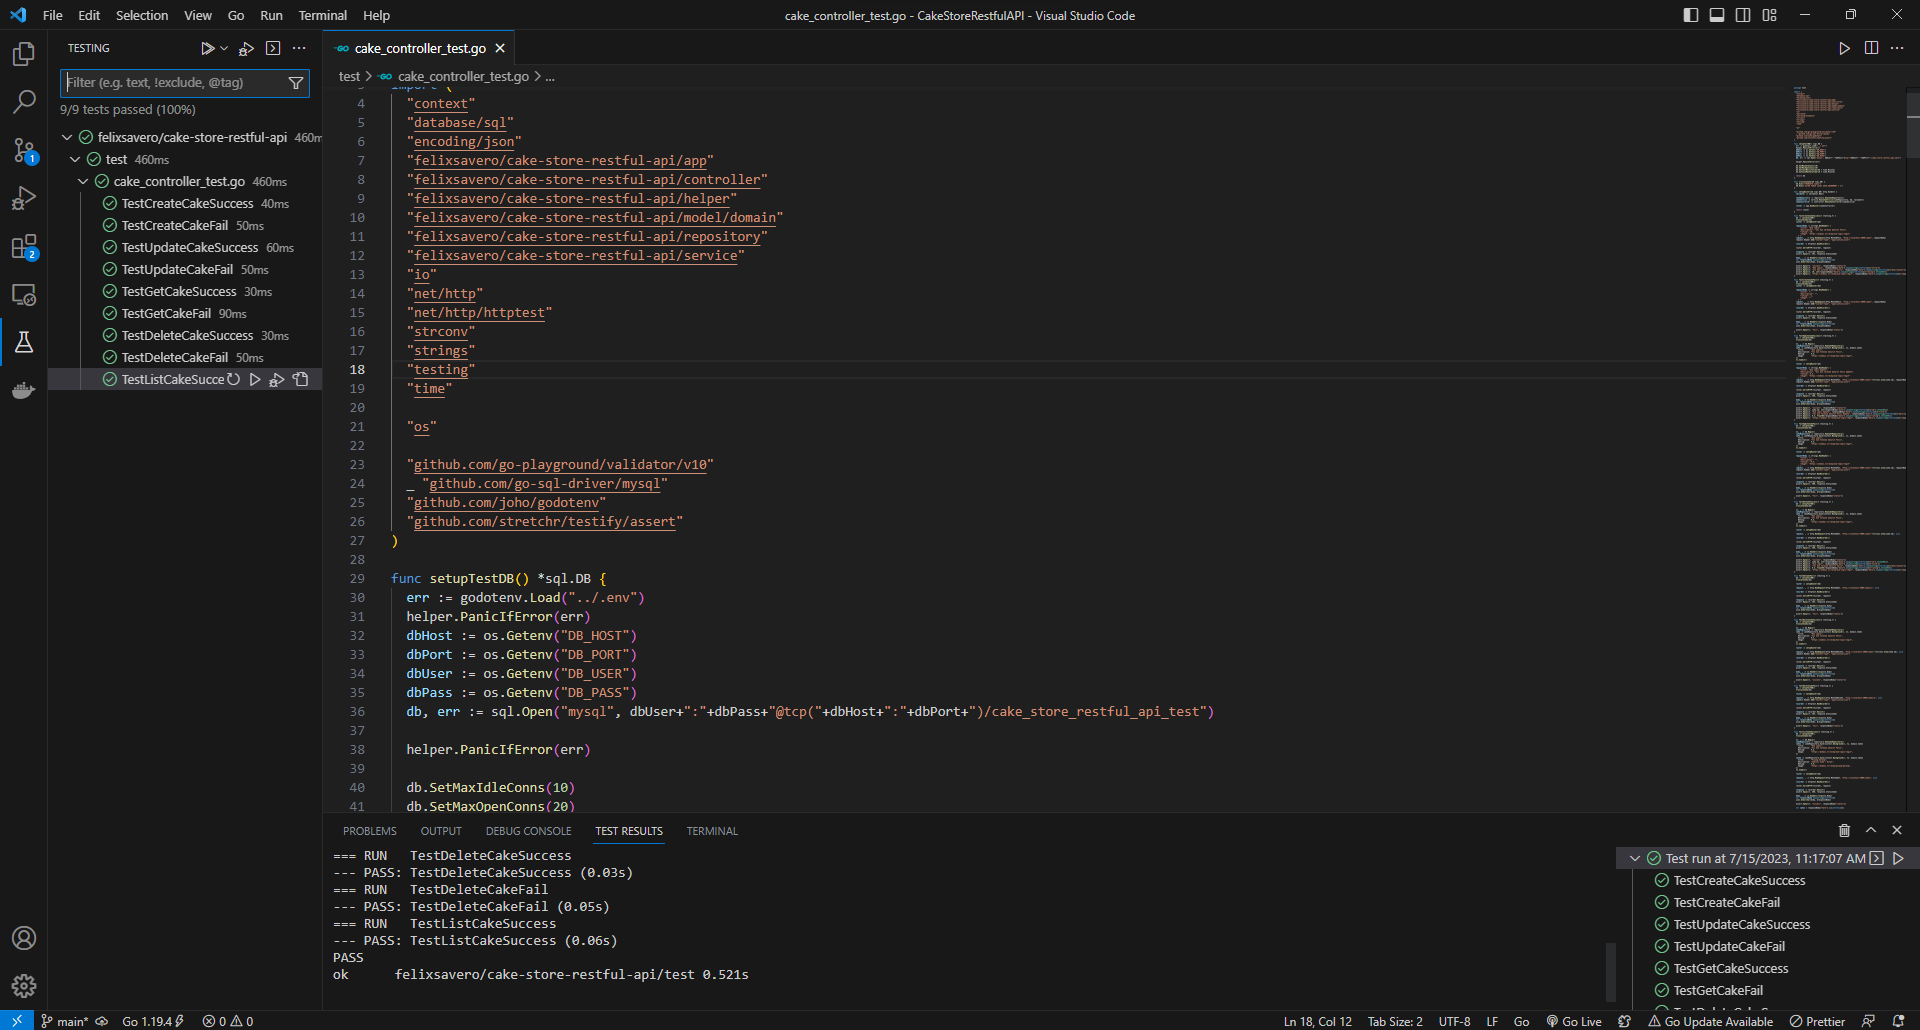 File Edit Selection View Go Run Terminal Help
cake_controller_test.go - CakeStoreRestfulAPI - Visual Studio Code
TESTING
Filter (e.g. text, !exclude, @tag)
9/9 tests passed (100%)
felixsavero/cake-store-restful-api 460m
test 460ms
cake_controller_test.go 460ms
TestCreateCakeSuccess 40ms
TestCreateCakeFail 50ms
TestUpdateCakeSuccess 60ms
TestUpdateCakeFail 50ms
TestGetCakeSuccess 30ms
TestGetCakeFail 90ms
TestDeleteCakeSuccess 30ms
TestDeleteCakeFail 50ms
TestListCakeSucce
1
2
cake_controller_test.go
test > cake_controller_test.go > ...
3 import (
4 "context"
5 "database/sql"
6 "encoding/json"
7 "felixsavero/cake-store-restful-api/app"
8 "felixsavero/cake-store-restful-api/controller"
9 "felixsavero/cake-store-restful-api/helper"
10 "felixsavero/cake-store-restful-api/model/domain"
11 "felixsavero/cake-store-restful-api/repository"
12 "felixsavero/cake-store-restful-api/service"
13 "io"
14 "net/http"
15 "net/http/httptest"
16 "strconv"
17 "strings"
18 "testing"
19 "time"
20
21 "os"
22
23 "github.com/go-playground/validator/v10"
24 _ "github.com/go-sql-driver/mysql"
25 "github.com/joho/godotenv"
26 "github.com/stretchr/testify/assert"
27 )
28
29 func setupTestDB() *sql.DB {
30 err := godotenv.Load("../.env")
31 helper.PanicIfError(err)
32 dbHost := os.Getenv("DB_HOST")
33 dbPort := os.Getenv("DB_PORT")
34 dbUser := os.Getenv("DB_USER")
35 dbPass := os.Getenv("DB_PASS")
36 db, err := sql.Open("mysql", dbUser+":"+dbPass+"@tcp("+dbHost+":"+dbPort+")/cake_store_restful_api_test")
37
38 helper.PanicIfError(err)
39
40 db.SetMaxIdleConns(10)
41 db.SetMaxOpenConns(20)
PROBLEMS OUTPUT DEBUG CONSOLE TEST RESULTS TERMINAL
=== RUN TestDeleteCakeSuccess
--- PASS: TestDeleteCakeSuccess (0.03s)
=== RUN TestDeleteCakeFail
--- PASS: TestDeleteCakeFail (0.05s)
=== RUN TestListCakeSuccess
--- PASS: TestListCakeSuccess (0.06s)
PASS
ok felixsavero/cake-store-restful-api/test 0.521s
Test run at 7/15/2023, 11:17:07 AM
TestCreateCakeSuccess
TestCreateCakeFail
TestUpdateCakeSuccess
TestUpdateCakeFail
TestGetCakeSuccess
TestGetCakeFail
main* Go 1.19.4 0 0 Ln 18, Col 12 Tab Size: 2 UTF-8 LF Go Go Live Go Update Available Prettier